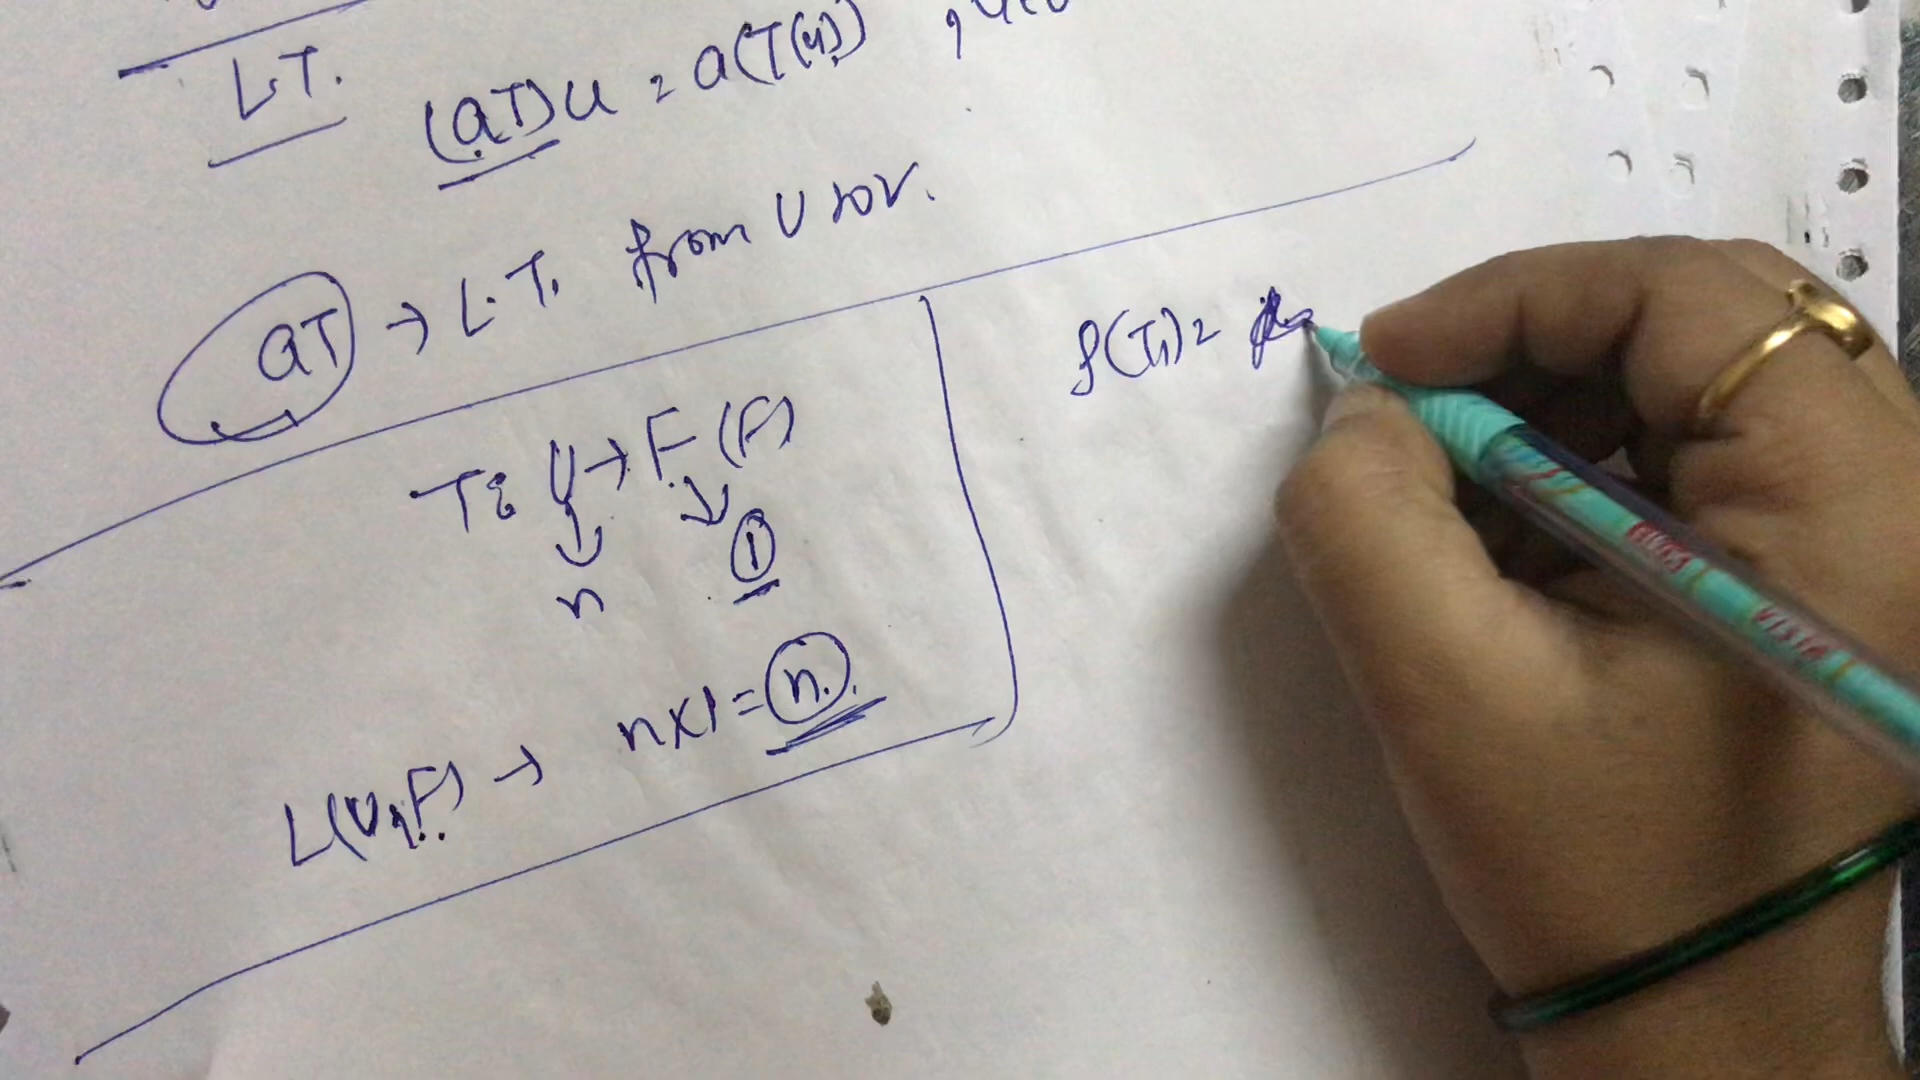 L.T.
(aT)u = a(T(u)) ,
aT → L.T. from U to V.
T: U → F (F)
n 1
n×1 = n.
L(U,F) →
f(T1) =